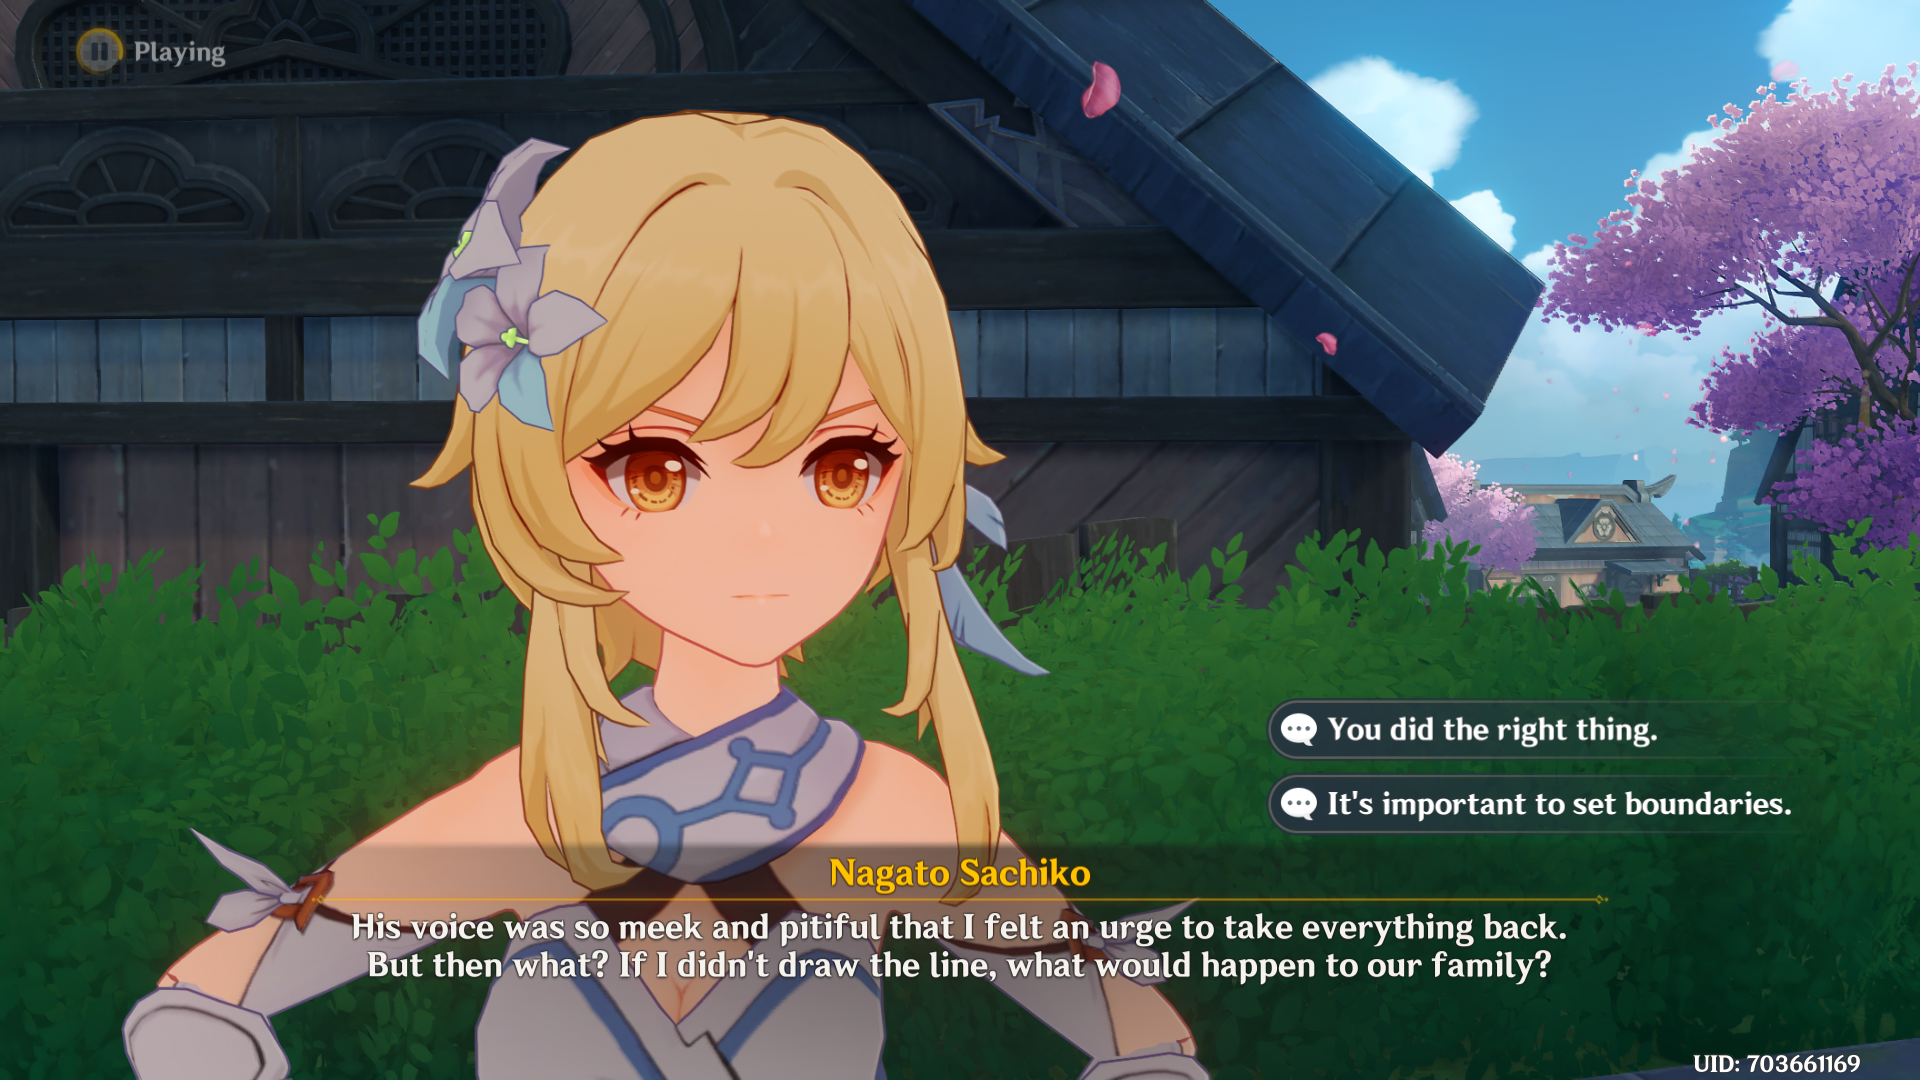 Playing
You did the right thing.
It's important to set boundaries.
Nagato Sachiko
His voice was so meek and pitiful that I felt an urge to take everything back.
But then what? If I didn't draw the line, what would happen to our family?
UID: 703661169